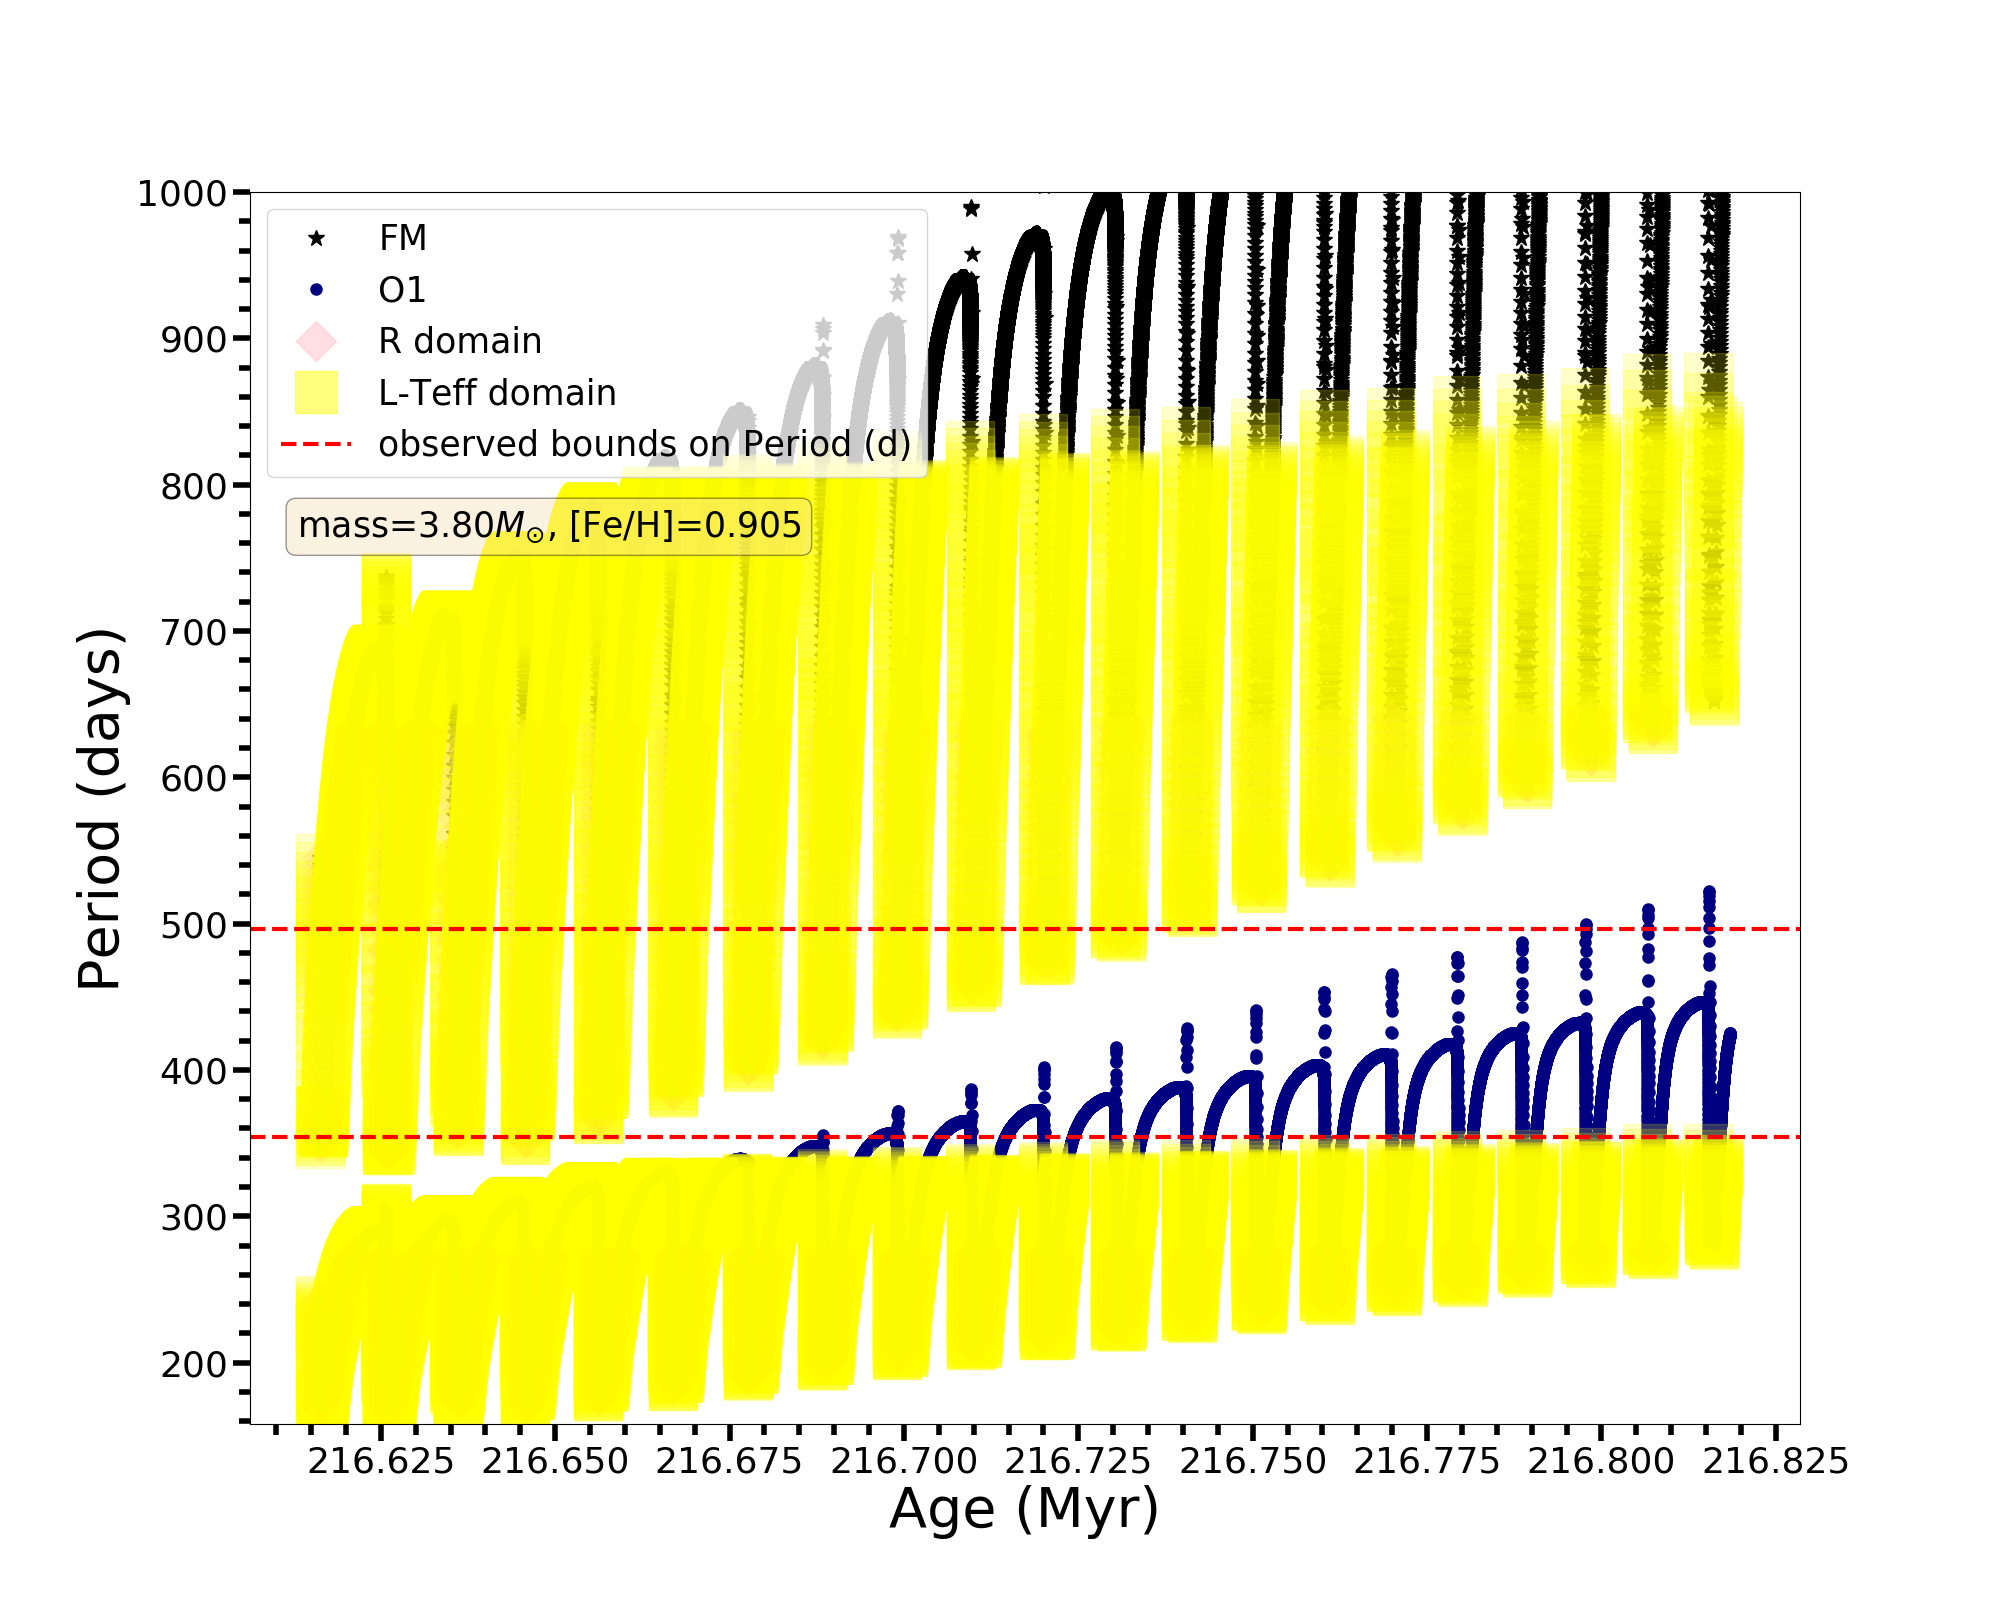 1000
900
800
700
600
500
400
300
200
Period (days)
FM
O1
R domain
L-Teff domain
observed bounds on Period (d)
mass=3.80M⊙, [Fe/H]=0.905
216.625 216.650 216.675 216.700 216.725 216.750 216.775 216.800 216.825
Age (Myr)